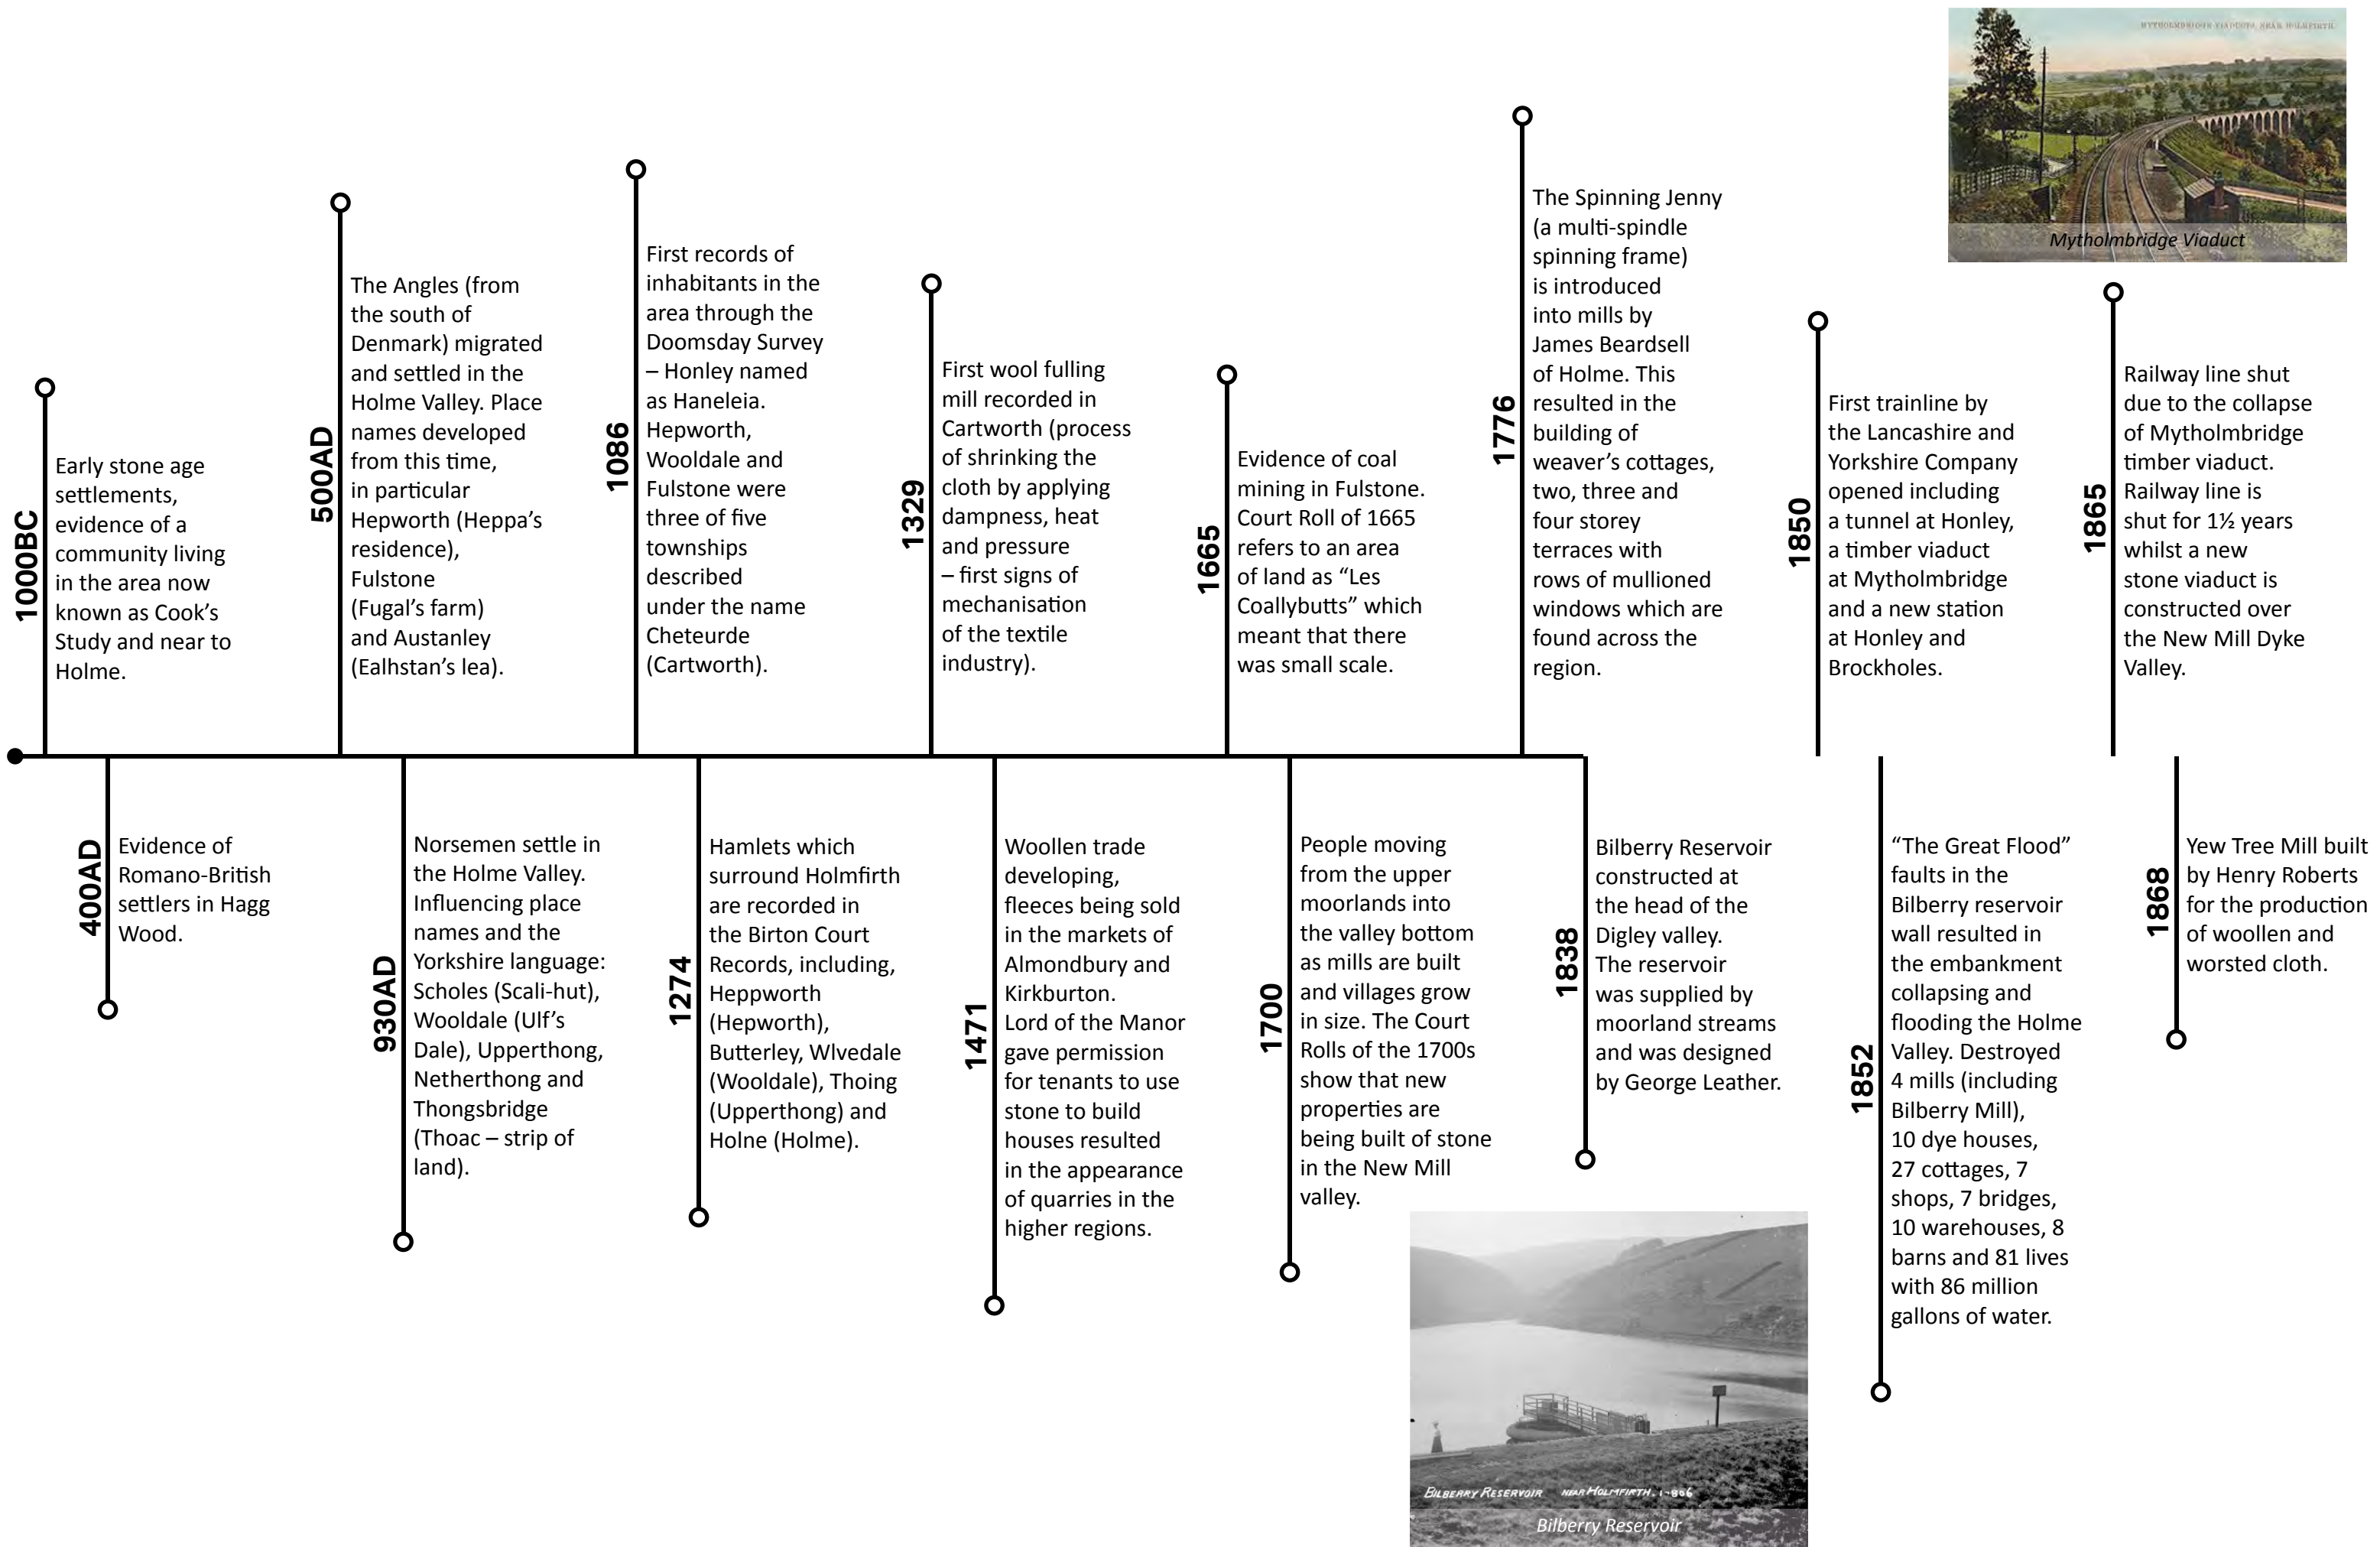 MYTHOLMBRIDGE VIADUCT, NEAR HOLMFIRTH.
Mytholmbridge Viaduct
1000BC
Early stone age
settlements,
evidence of a
community living
in the area now
known as Cook’s
Study and near to
Holme.
400AD
Evidence of
Romano-British
settlers in Hagg
Wood.
500AD
The Angles (from
the south of
Denmark) migrated
and settled in the
Holme Valley. Place
names developed
from this time,
in particular
Hepworth (Heppa’s
residence),
Fulstone
(Fugal’s farm)
and Austanley
(Ealhstan’s lea).
930AD
Norsemen settle in
the Holme Valley.
Influencing place
names and the
Yorkshire language:
Scholes (Scali-hut),
Wooldale (Ulf’s
Dale), Upperthong,
Netherthong and
Thongsbridge
(Thoac – strip of
land).
1086
First records of
inhabitants in the
area through the
Doomsday Survey
– Honley named
as Haneleia.
Hepworth,
Wooldale and
Fulstone were
three of five
townships
described
under the name
Cheteurde
(Cartworth).
1274
Hamlets which
surround Holmfirth
are recorded in
the Birton Court
Records, including,
Heppworth
(Hepworth),
Butterley, Wlvedale
(Wooldale), Thoing
(Upperthong) and
Holne (Holme).
1329
First wool fulling
mill recorded in
Cartworth (process
of shrinking the
cloth by applying
dampness, heat
and pressure
– first signs of
mechanisation
of the textile
industry).
1471
Woollen trade
developing,
fleeces being sold
in the markets of
Almondbury and
Kirkburton.
Lord of the Manor
gave permission
for tenants to use
stone to build
houses resulted
in the appearance
of quarries in the
higher regions.
1665
Evidence of coal
mining in Fulstone.
Court Roll of 1665
refers to an area
of land as “Les
Coallybutts” which
meant that there
was small scale.
1700
People moving
from the upper
moorlands into
the valley bottom
as mills are built
and villages grow
in size. The Court
Rolls of the 1700s
show that new
properties are
being built of stone
in the New Mill
valley.
1776
The Spinning Jenny
(a multi-spindle
spinning frame)
is introduced
into mills by
James Beardsell
of Holme. This
resulted in the
building of
weaver’s cottages,
two, three and
four storey
terraces with
rows of mullioned
windows which are
found across the
region.
1838
Bilberry Reservoir
constructed at
the head of the
Digley valley.
The reservoir
was supplied by
moorland streams
and was designed
by George Leather.
1850
First trainline by
the Lancashire and
Yorkshire Company
opened including
a tunnel at Honley,
a timber viaduct
at Mytholmbridge
and a new station
at Honley and
Brockholes.
1852
“The Great Flood”
faults in the
Bilberry reservoir
wall resulted in
the embankment
collapsing and
flooding the Holme
Valley. Destroyed
4 mills (including
Bilberry Mill),
10 dye houses,
27 cottages, 7
shops, 7 bridges,
10 warehouses, 8
barns and 81 lives
with 86 million
gallons of water.
1865
Railway line shut
due to the collapse
of Mytholmbridge
timber viaduct.
Railway line is
shut for 1½ years
whilst a new
stone viaduct is
constructed over
the New Mill Dyke
Valley.
1868
Yew Tree Mill built
by Henry Roberts
for the production
of woollen and
worsted cloth.
BILBERRY RESERVOIR NEAR HOLMFIRTH.
Bilberry Reservoir